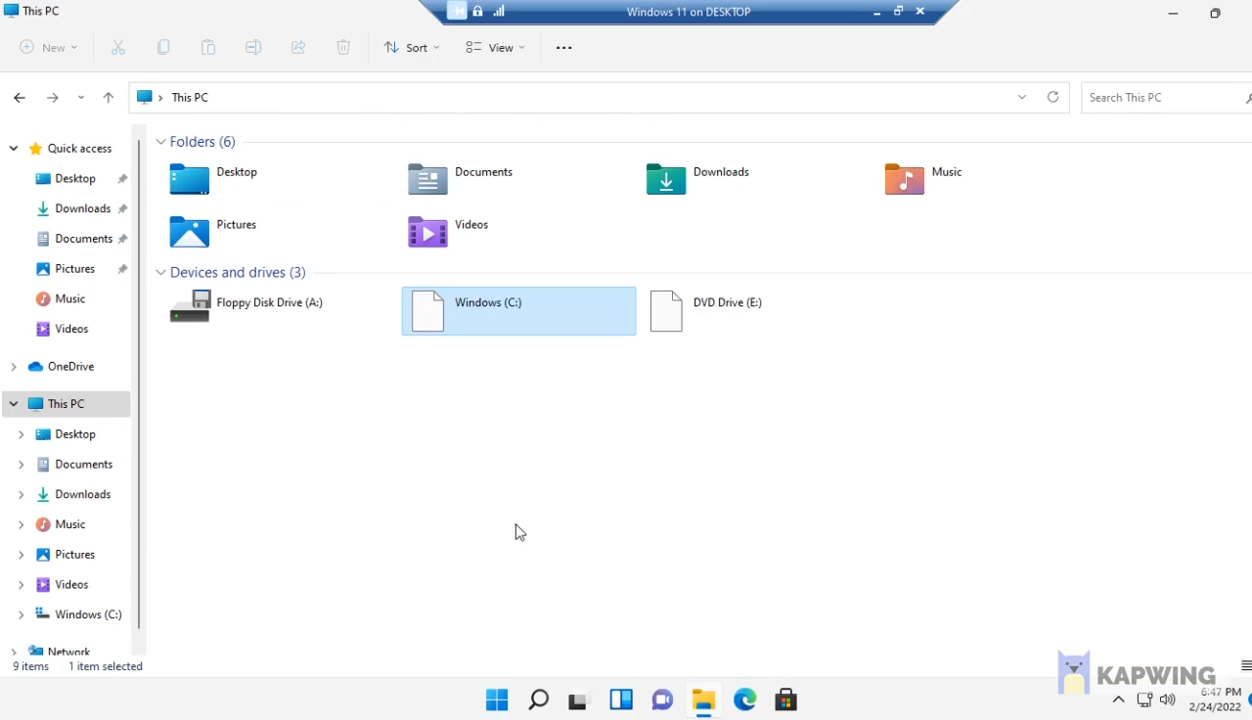 This PC
Windows 11 on DESKTOP
New
Sort
View
This PC
Search This PC
Quick access
Desktop
Downloads
Documents
Pictures
Music
Videos
OneDrive
This PC
Desktop
Documents
Downloads
Music
Pictures
Videos
Windows (C:)
Network
Folders (6)
Desktop
Documents
Downloads
Music
Pictures
Videos
Devices and drives (3)
Floppy Disk Drive (A:)
Windows (C:)
DVD Drive (E:)
9 items
1 item selected
KAPWING
6:47 PM
2/24/2022